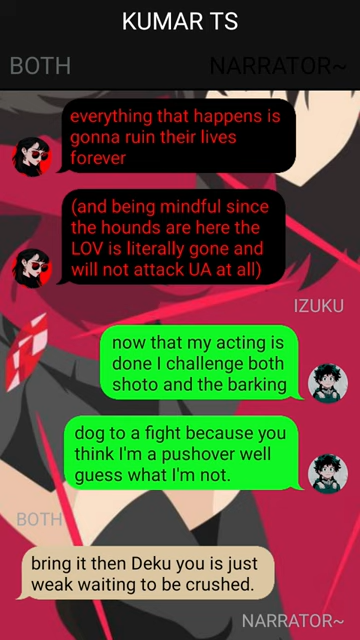 KUMAR TS
BOTH
NARRATOR~
everything that happens is
gonna ruin their lives
forever
(and being mindful since
the hounds are here the
LOV is literally gone and
will not attack UA at all)
IZUKU
now that my acting is
done I challenge both
shoto and the barking
dog to a fight because you
think I'm a pushover well
guess what I'm not.
BOTH
bring it then Deku you is just
weak waiting to be crushed.
NARRATOR~